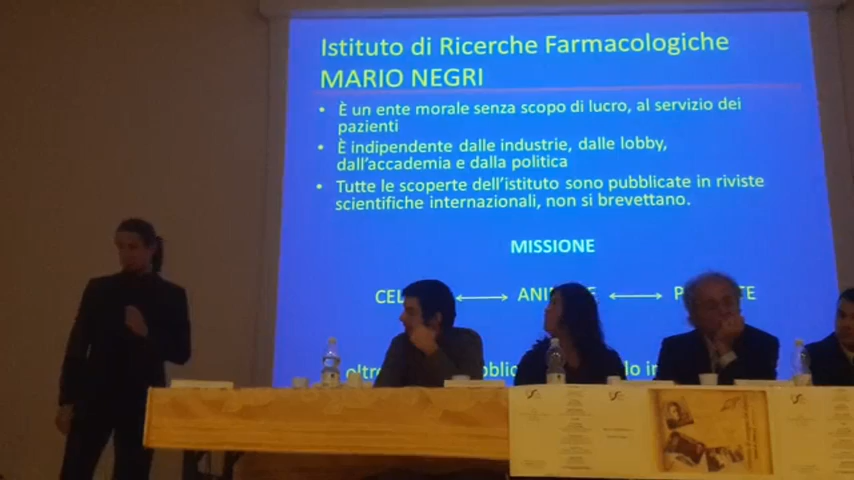 Istituto di Ricerche Farmacologiche
MARIO NEGRI
• È un ente morale senza scopo di lucro, al servizio dei
pazienti
• È indipendente dalle industrie, dalle lobby,
dall'accademia e dalla politica
• Tutte le scoperte dell'istituto sono pubblicate in riviste
scientifiche internazionali, non si brevettano.
MISSIONE